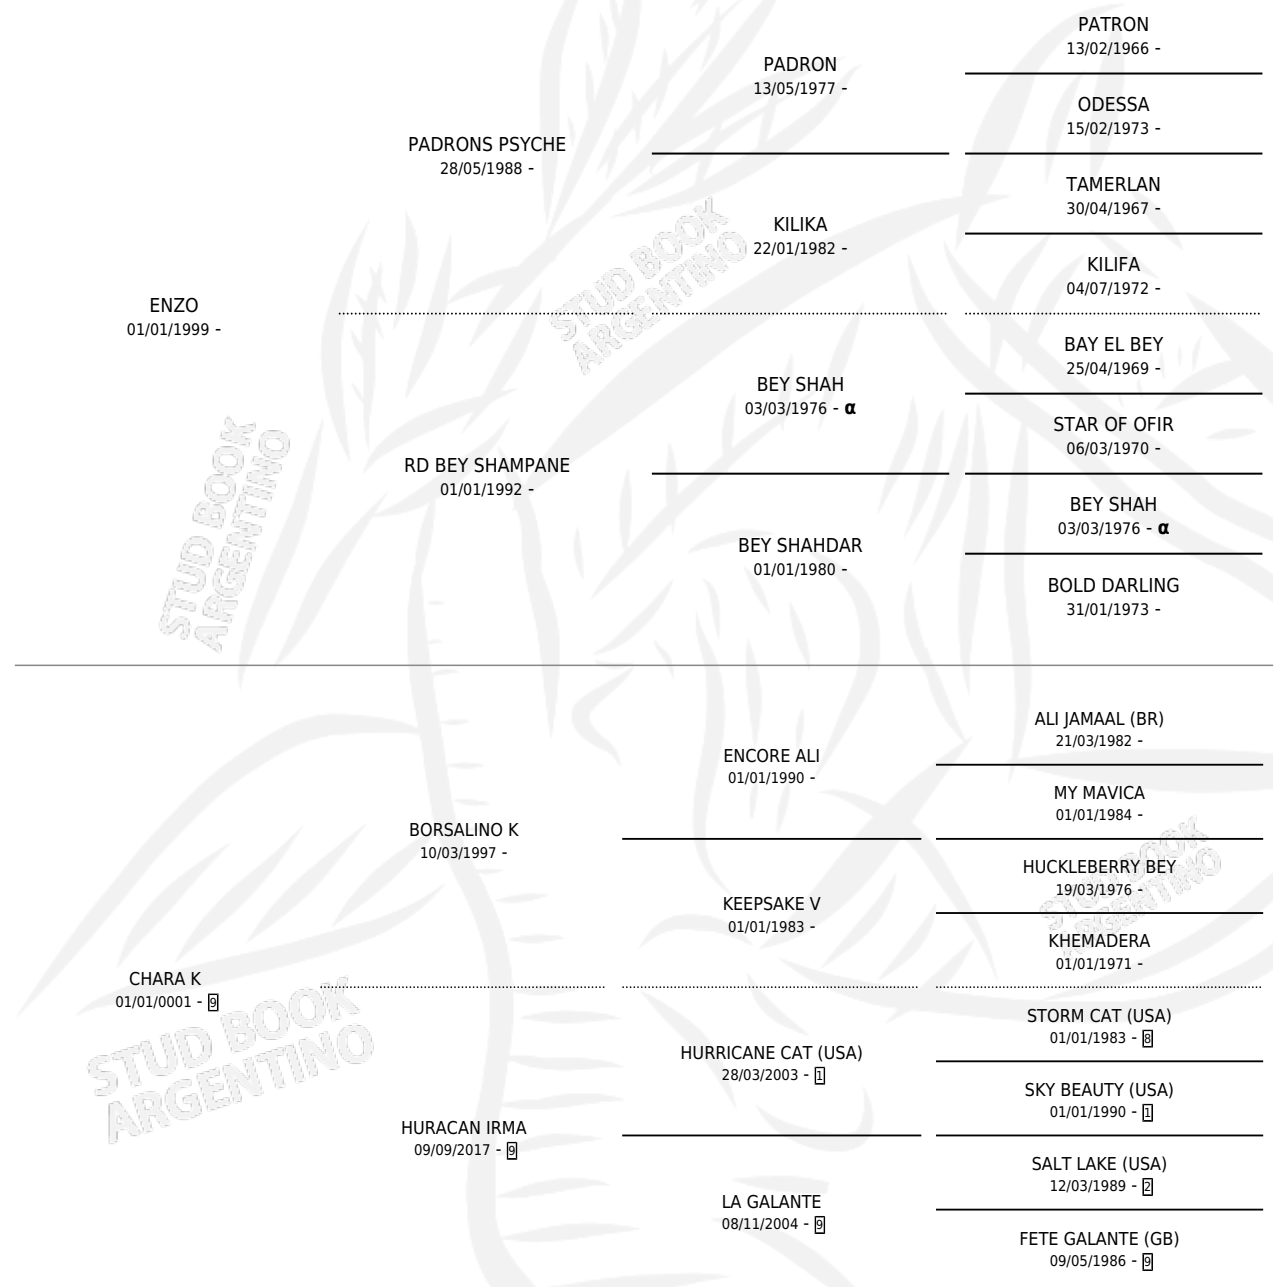 PATRON
13/02/1966 -
PADRON
13/05/1977 -
ODESSA
15/02/1973 -
PADRONS PSYCHE
28/05/1988 -
TAMERLAN
30/04/1967 -
KILIKA
22/01/1982 -
KILIFA
04/07/1972 -
ENZO
01/01/1999 -
BAY EL BEY
25/04/1969 -
BEY SHAH
03/03/1976 - α
STAR OF OFIR
06/03/1970 -
RD BEY SHAMPANE
01/01/1992 -
BEY SHAH
03/03/1976 - α
BEY SHAHDAR
01/01/1980 -
BOLD DARLING
31/01/1973 -
STUD BOOK
ARGENTINO
STUD BOOK
ARGENTINO
ALI JAMAAL (BR)
21/03/1982 -
ENCORE ALI
01/01/1990 -
MY MAVICA
01/01/1984 -
BORSALINO K
10/03/1997 -
HUCKLEBERRY BEY
19/03/1976 -
KEEPSAKE V
01/01/1983 -
KHEMADERA
01/01/1971 -
CHARA K
01/01/0001 - 9
STORM CAT (USA)
01/01/1983 - 8
HURRICANE CAT (USA)
28/03/2003 - 1
SKY BEAUTY (USA)
01/01/1990 - 1
HURACAN IRMA
09/09/2017 - 9
SALT LAKE (USA)
12/03/1989 - 2
LA GALANTE
08/11/2004 - 9
FETE GALANTE (GB)
09/05/1986 - 9
STUD BOOK
ARGENTINO
STUD BOOK
ARGENTINO